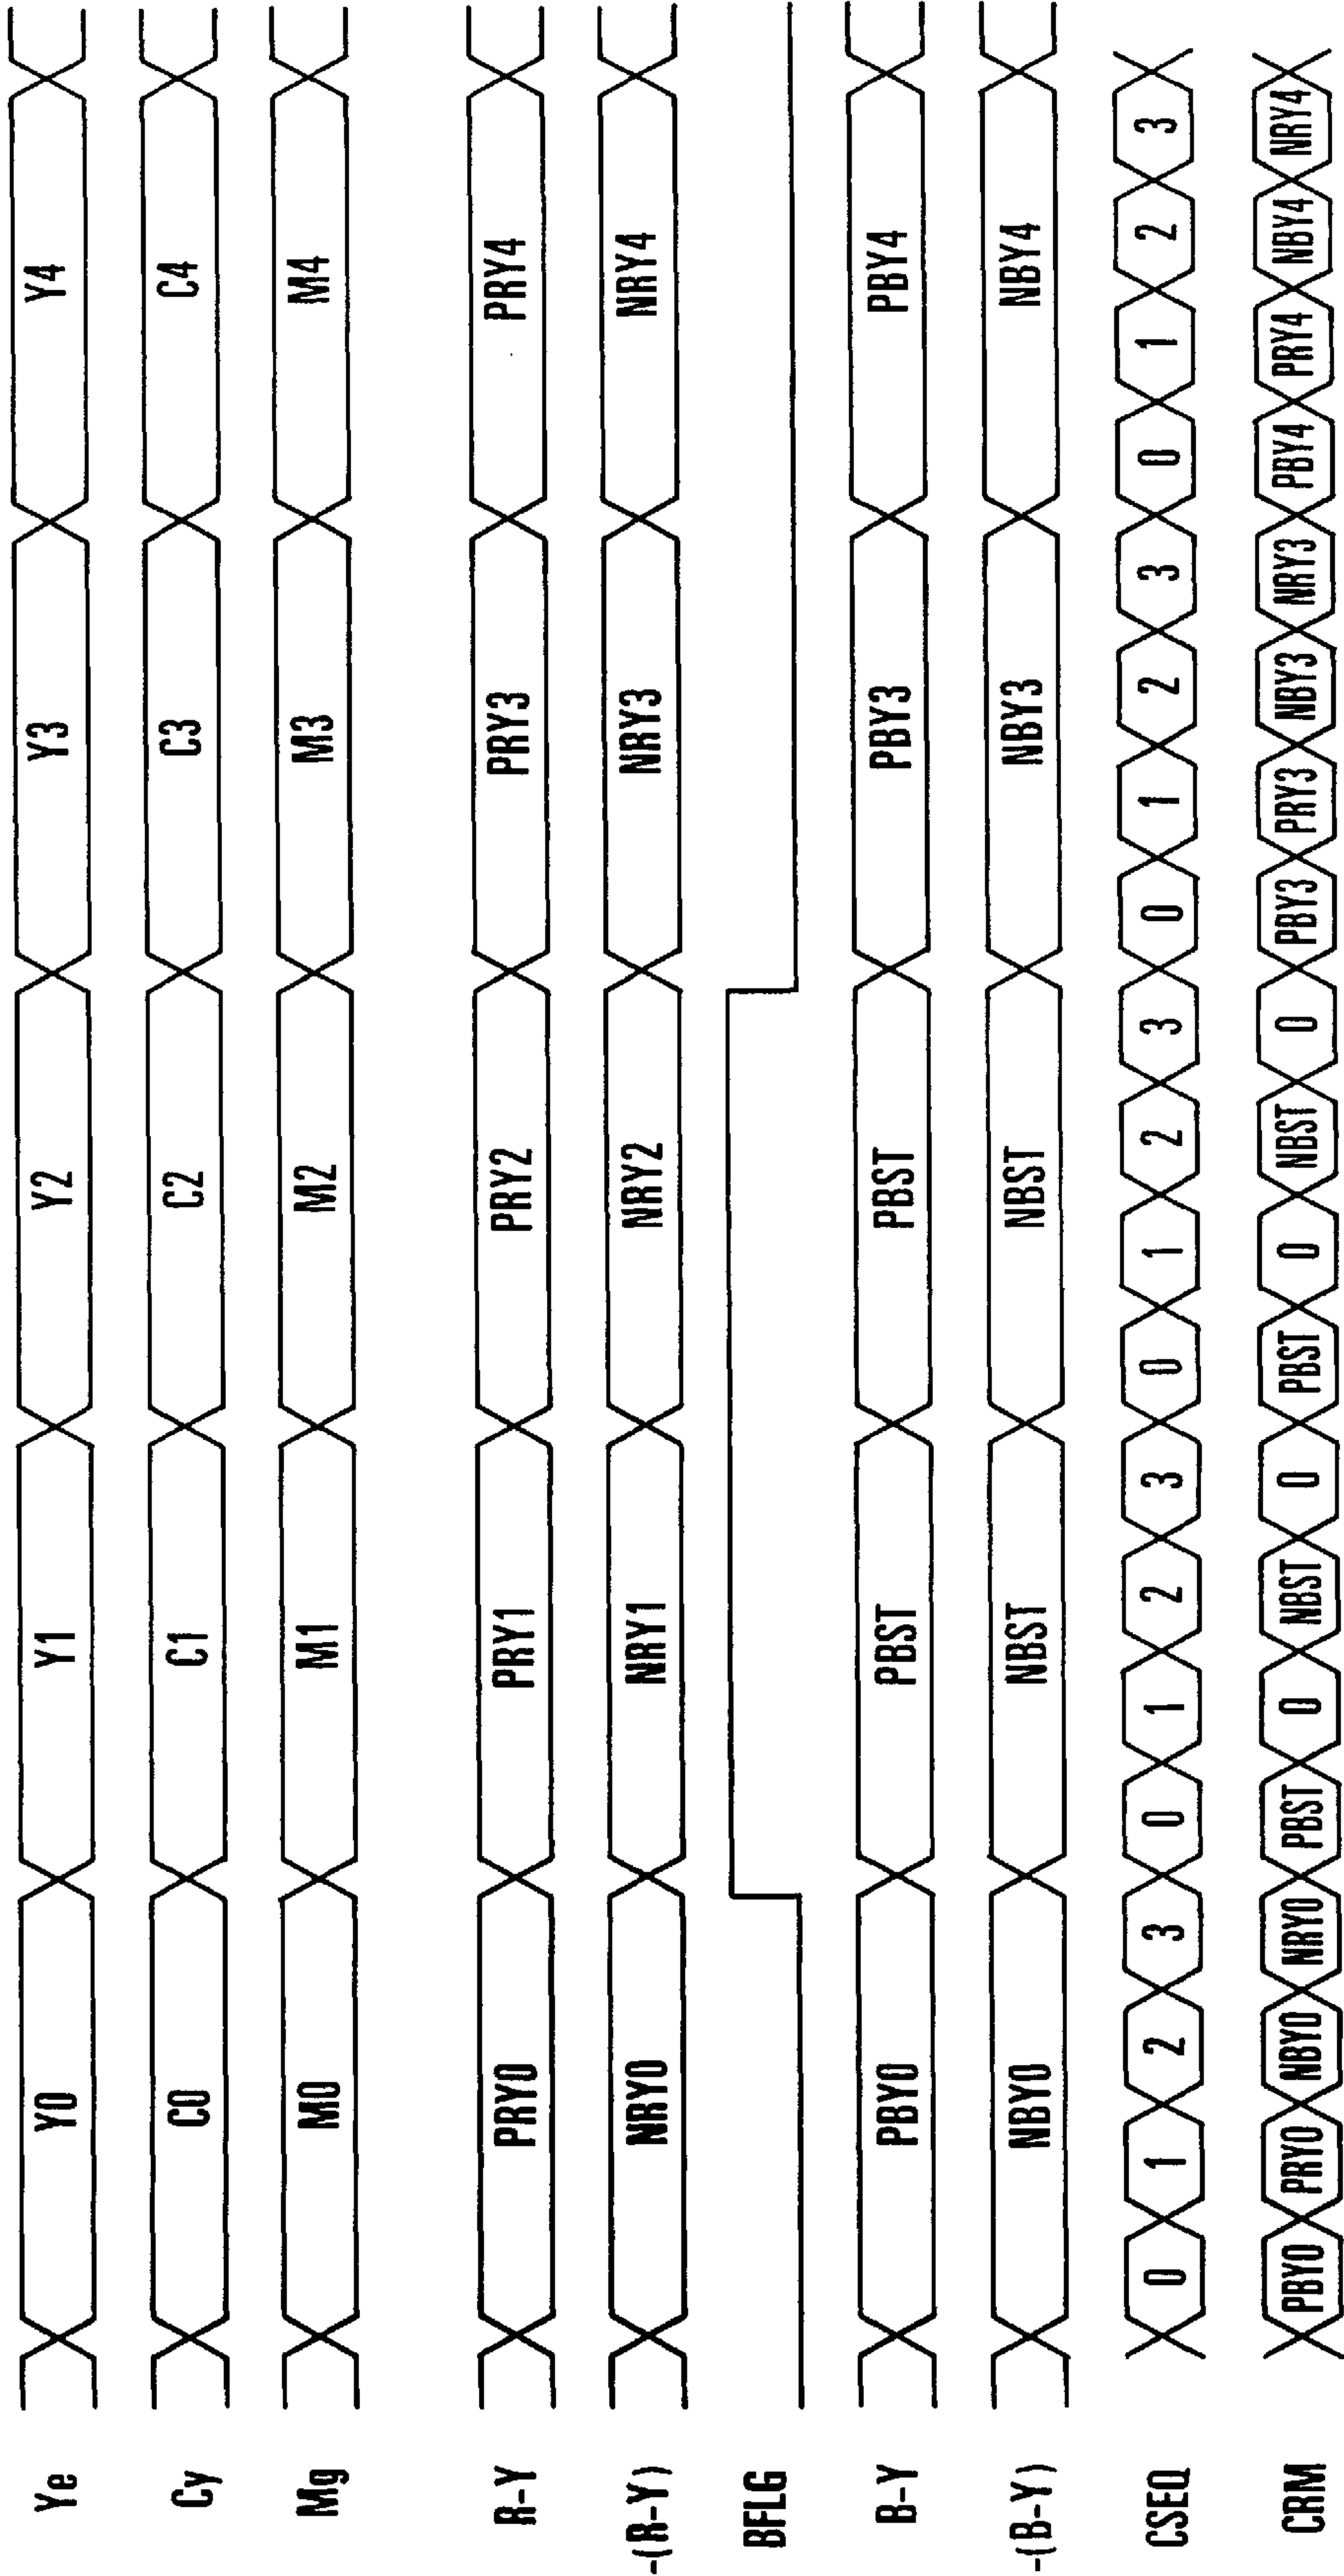 Ye Y0 Y1 Y2 Y3 Y4
Cy C0 C1 C2 C3 C4
Mg M0 M1 M2 M3 M4
R-Y PRY0 PRY1 PRY2 PRY3 PRY4
-(R-Y) NRY0 NRY1 NRY2 NRY3 NRY4
BFLG
B-Y PBY0 PBST PBST PBY3 PBY4
-(B-Y) NBY0 NBST NBST NBY3 NBY4
CSEQ 0 1 2 3 0 1 2 3 0 1 2 3 0 1 2 3 0 1 2 3
CRM PBY0 PRY0 NBY0 NRY0 PBST 0 NBST 0 PBST 0 NBST 0 PBY3 PRY3 NBY3 NRY3 PBY4 PRY4 NBY4 NRY4